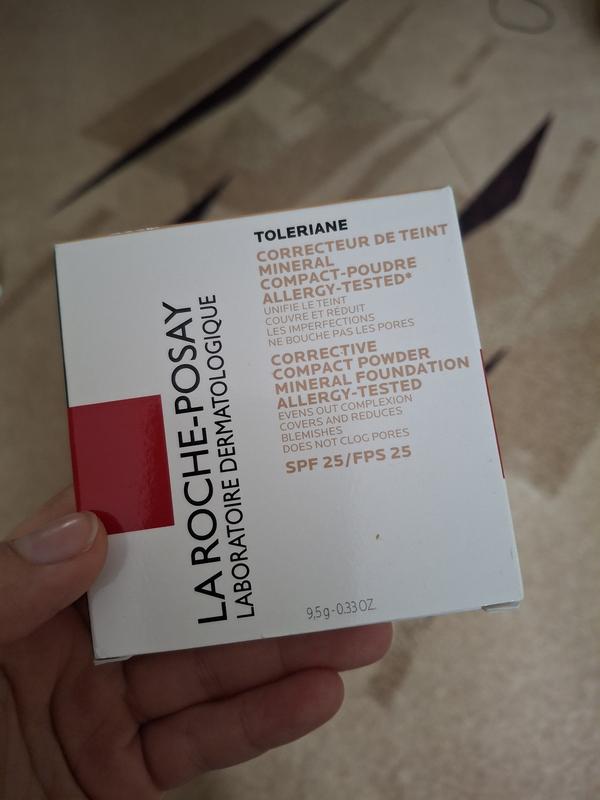 LA ROCHE-POSAY
LABORATOIRE DERMATOLOGIQUE
TOLERIANE
CORRECTEUR DE TEINT
MINERAL
COMPACT-POUDRE
ALLERGY-TESTED*
UNIFIE LE TEINT
COUVRE ET RÉDUIT
LES IMPERFECTIONS
NE BOUCHE PAS LES PORES
CORRECTIVE
COMPACT POWDER
MINERAL FOUNDATION
ALLERGY-TESTED
EVENS OUT COMPLEXION
COVERS AND REDUCES
BLEMISHES
DOES NOT CLOG PORES
SPF 25/FPS 25
9,5 g - 0.33 OZ.